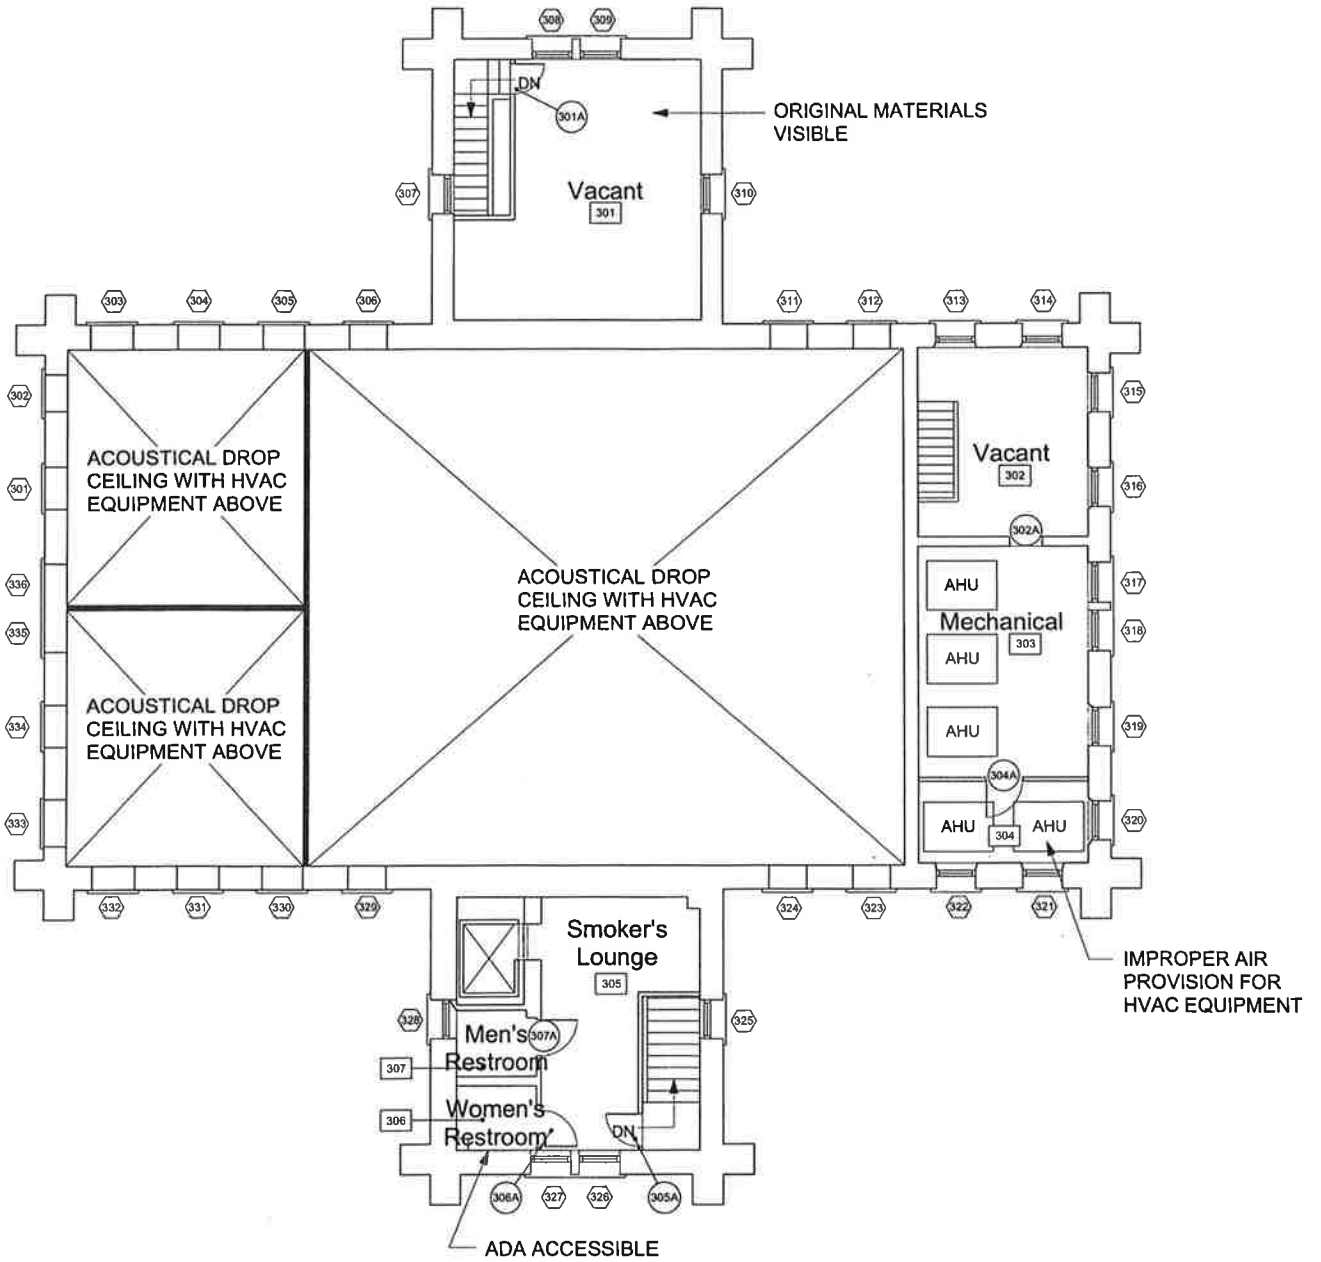 308
309
DN
301A
ORIGINAL MATERIALS
VISIBLE
307
Vacant
301
310
303
304
305
306
311
312
313
314
302
315
ACOUSTICAL DROP
CEILING WITH HVAC
EQUIPMENT ABOVE
301
Vacant
302
316
302A
ACOUSTICAL DROP
CEILING WITH HVAC
EQUIPMENT ABOVE
336
AHU
317
335
Mechanical
303
318
AHU
ACOUSTICAL DROP
CEILING WITH HVAC
EQUIPMENT ABOVE
334
AHU
319
304A
333
AHU
304
AHU
320
332
331
330
329
324
323
322
321
Smoker's
Lounge
305
IMPROPER AIR
PROVISION FOR
HVAC EQUIPMENT
328
Men's
Restroom
307A
325
307
306
Women's
Restroom
DN
306A
327
326
305A
ADA ACCESSIBLE